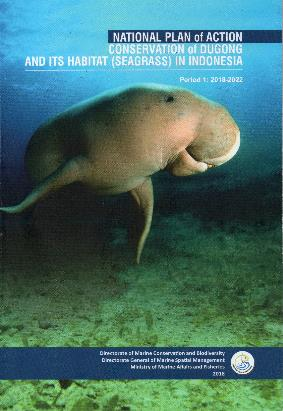 NATIONAL PLAN of ACTION
CONSERVATION of DUGONG
AND ITS HABITAT (SEAGRASS) IN INDONESIA
Period 1: 2018-2022
Directorate of Marine Conservation and Biodiversity
Directorate General of Marine Spatial Management
Ministry of Marine Affairs and Fisheries
2018